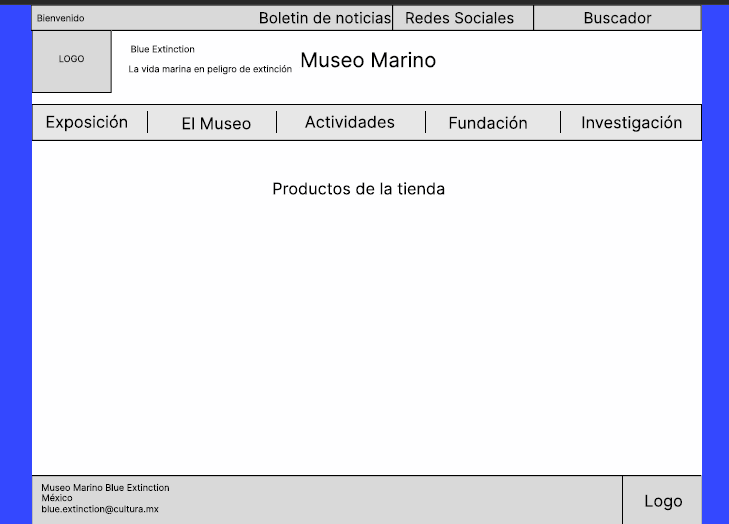 Bienvenido
Boletin de noticias
Redes Sociales
Buscador
LOGO
Blue Extinction
La vida marina en peligro de extinción
Museo Marino
Exposición
El Museo
Actividades
Fundación
Investigación
Productos de la tienda
Museo Marino Blue Extinction
México
blue.extinction@cultura.mx
Logo